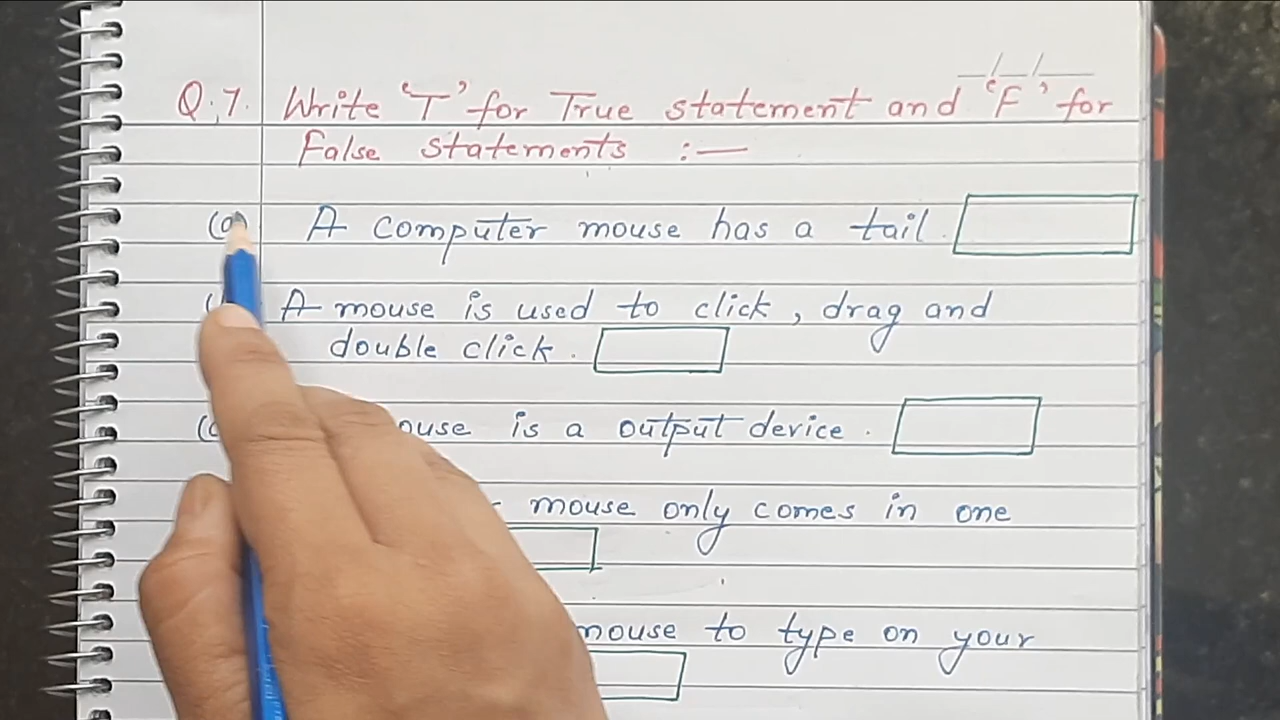 Q.7. Write 'T' for True statement and 'F' for
False statements :—
(a) A computer mouse has a tail.
A mouse is used to click, drag and
double click.
is a output device.
mouse only comes in one
mouse to type on your